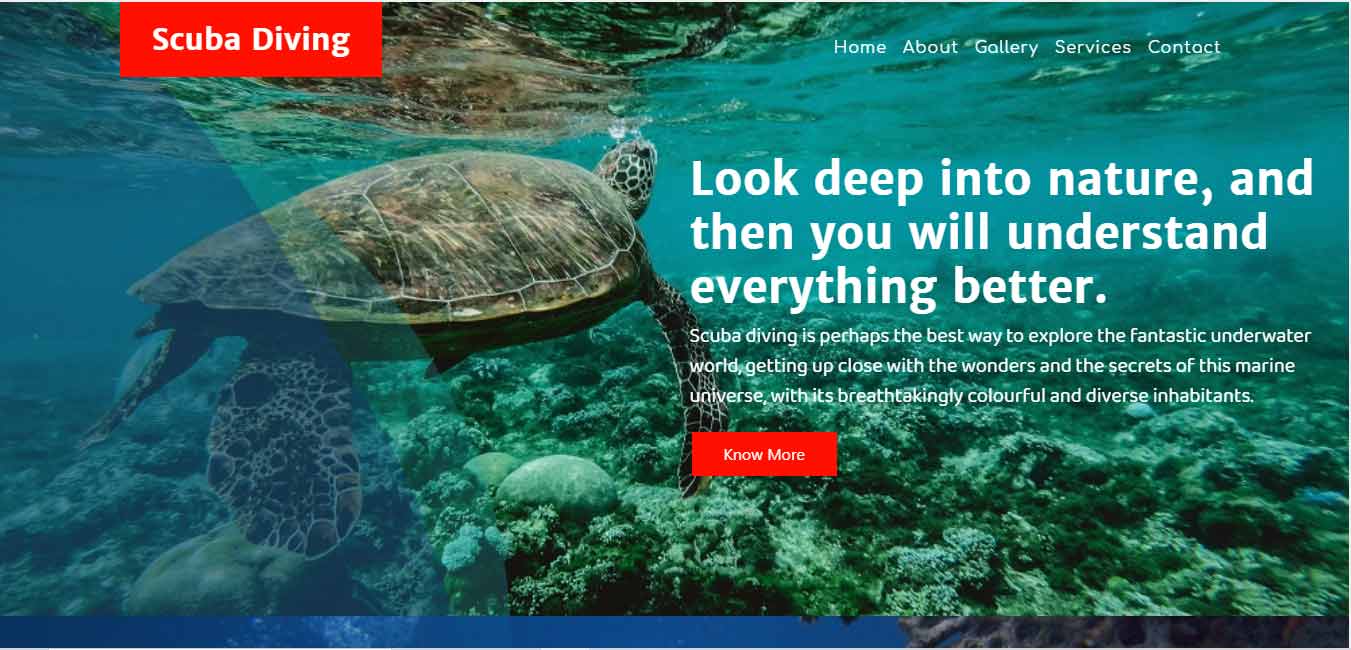 Scuba Diving
Home About Gallery Services Contact
Look deep into nature, and
then you will understand
everything better.
Scuba diving is perhaps the best way to explore the fantastic underwater
world, getting up close with the wonders and the secrets of this marine
universe, with its breathtakingly colourful and diverse inhabitants.
Know More